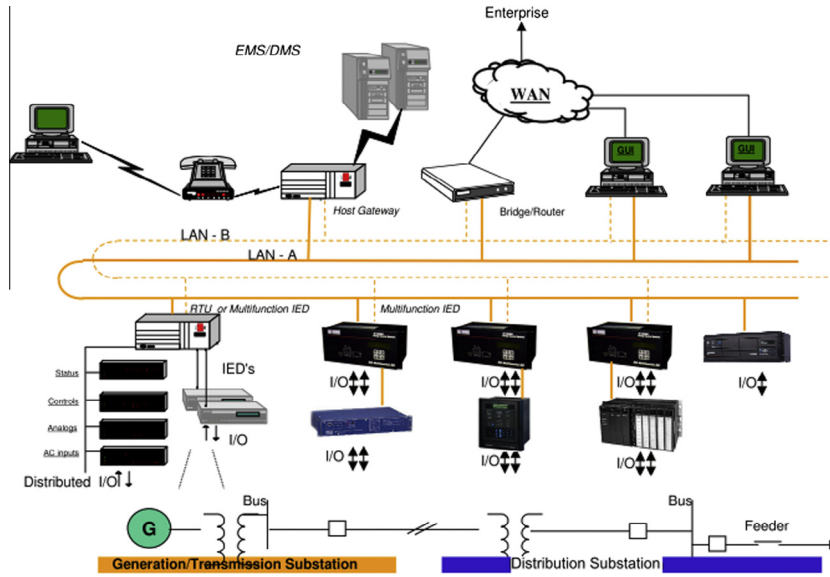 Enterprise
EMS/DMS
WAN
GUI
GUI
Host Gateway
Bridge/Router
LAN - B
LAN - A
RTU or Multifunction IED
Multifunction IED
Status
Controls
Analogs
AC inputs
IED's
I/O
I/O
I/O
I/O
I/O
I/O
I/O
I/O
Distributed I/O
Bus
Bus
G
Feeder
Generation/Transmission Substation
Distribution Substation